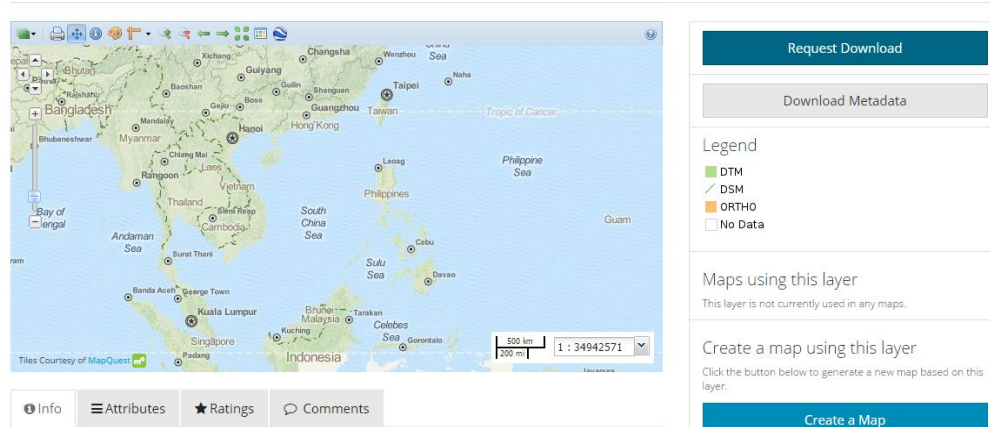 Changsha
Wenzhou
Sea
Xichang
Guiyang
Naha
Bhutan
Baoshan
Guilin
Shaoguan
Taipei
Rajshahi
Gejiu
Bose
Guangzhou
Taiwan
Tropic of Cancer
Bangladesh
Mandalay
Hanoi
Hong Kong
Bhubaneshwar
Myanmar
Chiang Mai
Laos
Laoag
Philippine
Sea
Rangoon
Vietnam
Philippines
Thailand
Siem Reap
South
China
Sea
Guam
Bay of
Bengal
Cambodia
Andaman
Sea
Cebu
Surat Thani
Sulu
Sea
Davao
Banda Aceh
George Town
Kuala Lumpur
Brunei
Malaysia
Tarakan
Celebes
Sea
Kuching
Gorontalo
Singapore
Padang
Indonesia
500 km
200 mi
1 : 34942571
Tiles Courtesy of MapQuest
Info
Attributes
Ratings
Comments
Request Download
Download Metadata
Legend
DTM
DSM
ORTHO
No Data
Maps using this layer
This layer is not currently used in any maps.
Create a map using this layer
Click the button below to generate a new map based on this
layer.
Create a Map